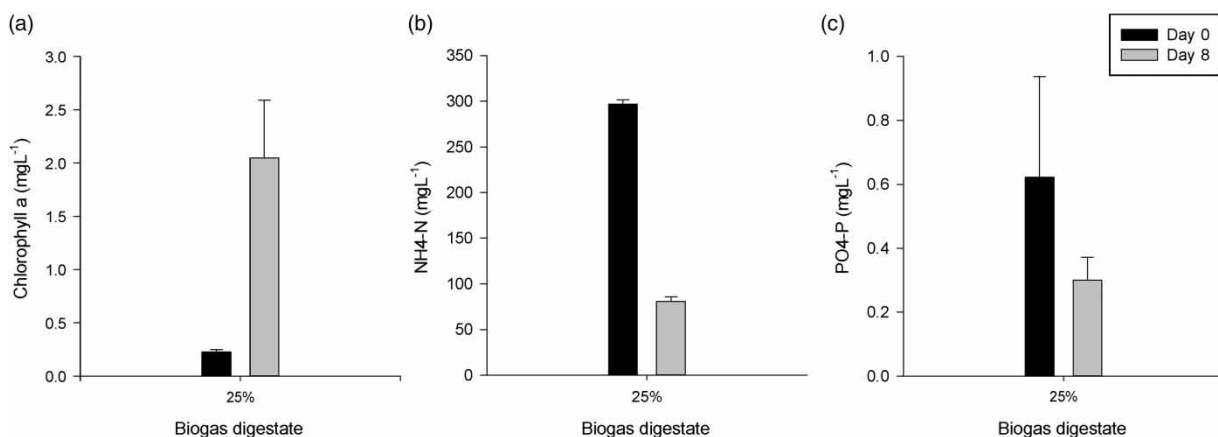 (a)
3.0
2.5
2.0
1.5
1.0
0.5
0.0
Chlorophyll a (mgL⁻¹)
25%
Biogas digestate
(b)
350
300
250
200
150
100
50
0
NH4-N (mgL⁻¹)
25%
Biogas digestate
(c)
1.0
0.8
0.6
0.4
0.2
0.0
PO4-P (mgL⁻¹)
25%
Biogas digestate
Day 0
Day 8